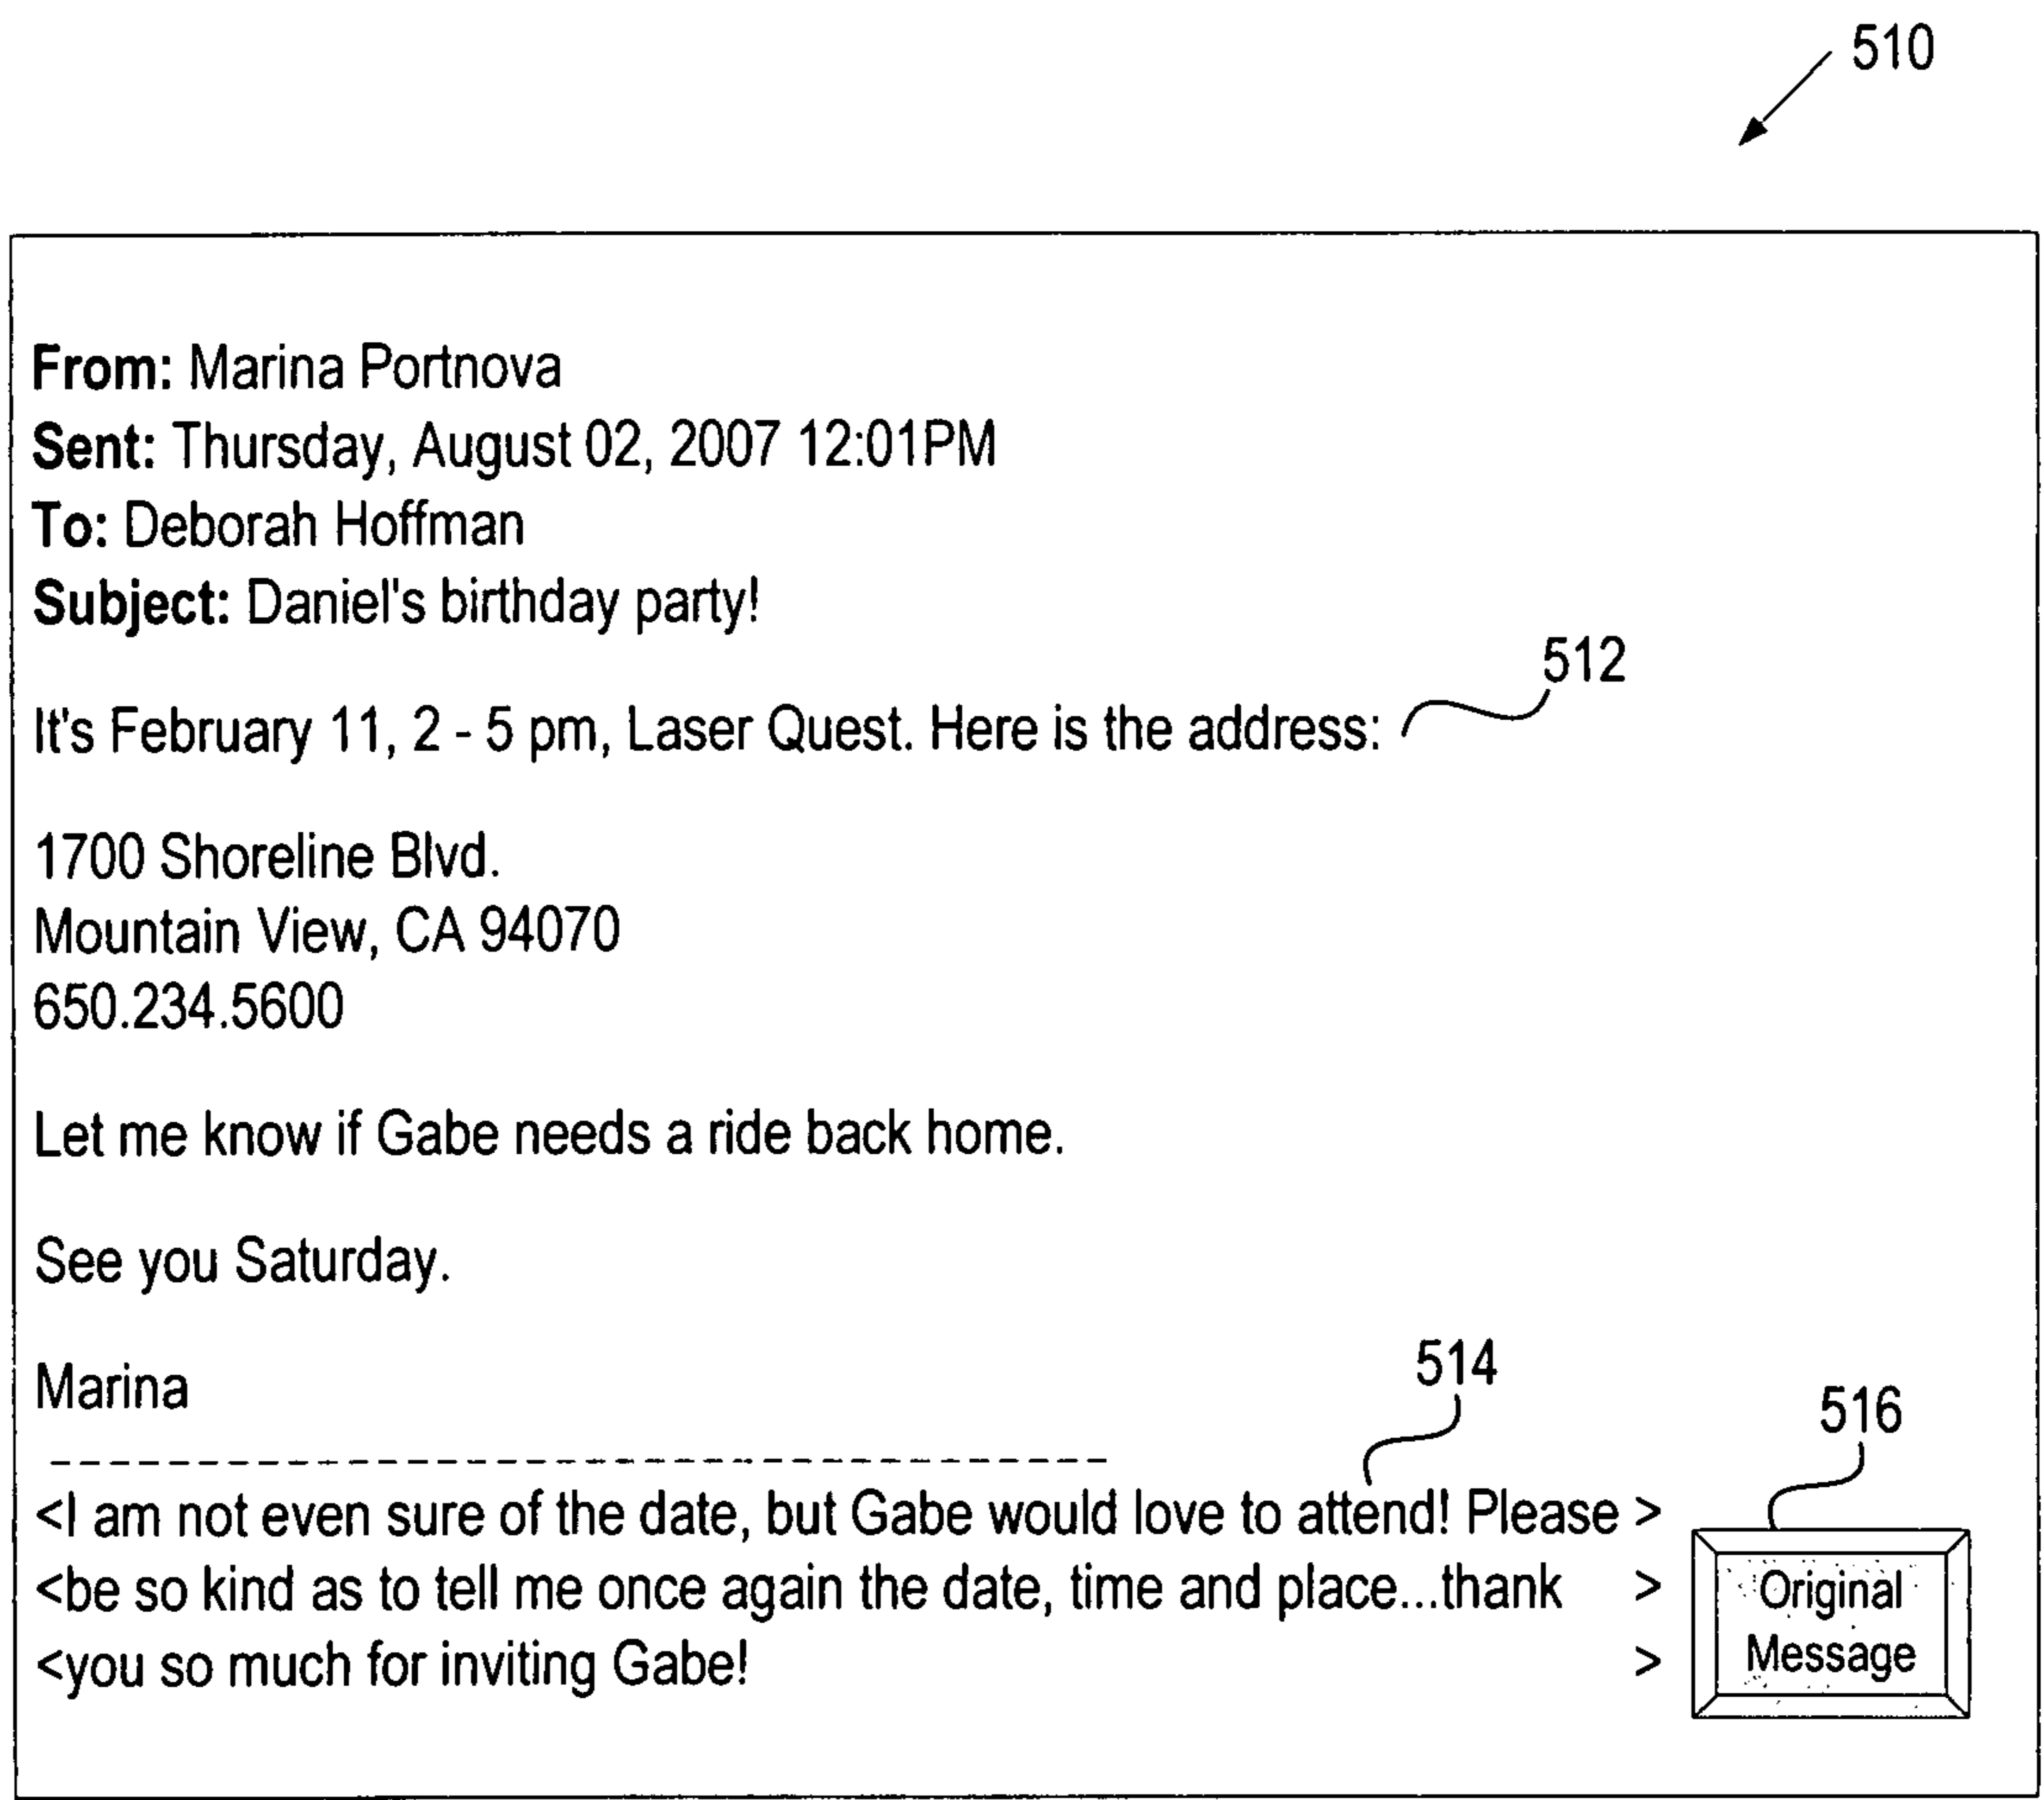 510
From: Marina Portnova
Sent: Thursday, August 02, 2007 12:01PM
To: Deborah Hoffman
Subject: Daniel's birthday party!
512
It's February 11, 2 - 5 pm, Laser Quest. Here is the address:
1700 Shoreline Blvd.
Mountain View, CA 94070
650.234.5600
Let me know if Gabe needs a ride back home.
See you Saturday.
514
Marina
516
------------------------------------
<I am not even sure of the date, but Gabe would love to attend! Please >
<be so kind as to tell me once again the date, time and place...thank >
<you so much for inviting Gabe! >
Original
Message